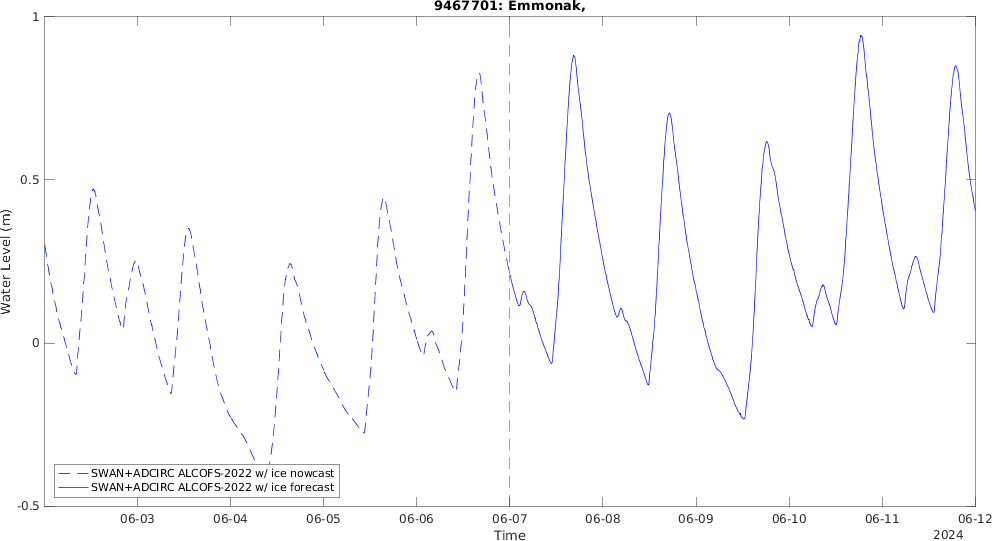 9467701: Emmonak,
1
0.5
0
-0.5
Water Level (m)
SWAN+ADCIRC ALCOFS-2022 w/ ice nowcast
SWAN+ADCIRC ALCOFS-2022 w/ ice forecast
06-03 06-04 06-05 06-06 06-07 06-08 06-09 06-10 06-11 06-12
Time
2024